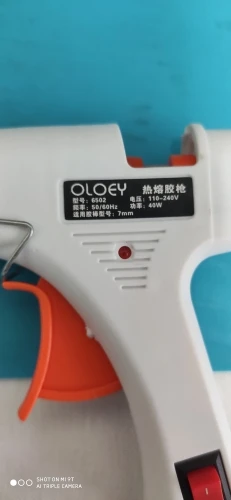 OLOEY 热熔胶枪
型号：6502 电压：110-240V
频率：50/60Hz 功率：40W
适用胶棒型号：7mm
SHOT ON MI 9T
AI TRIPLE CAMERA